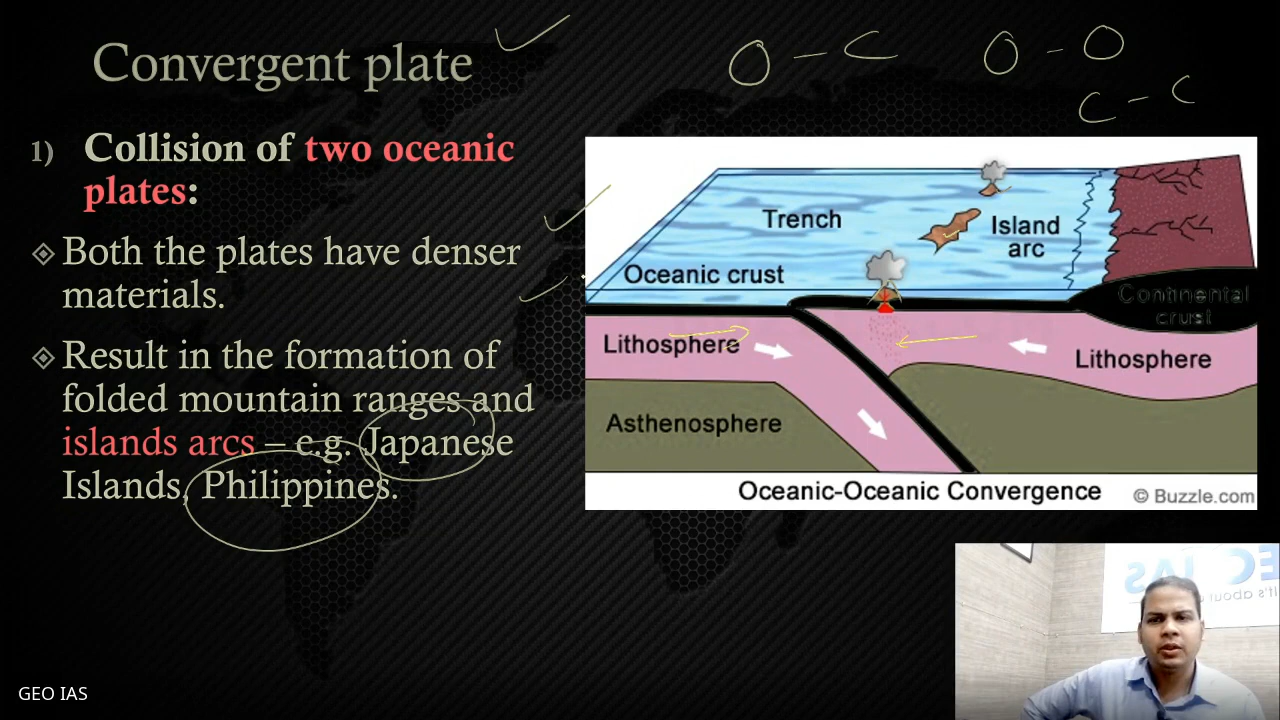 Convergent plate
O - C O - O
C - C
1) Collision of two oceanic
plates:
Both the plates have denser
materials.
Result in the formation of
folded mountain ranges and
islands arcs – e.g. Japanese
Islands, Philippines.
Trench
Island
arc
Oceanic crust
Continental
crust
Lithosphere
Lithosphere
Asthenosphere
Oceanic-Oceanic Convergence
© Buzzle.com
GEO IAS